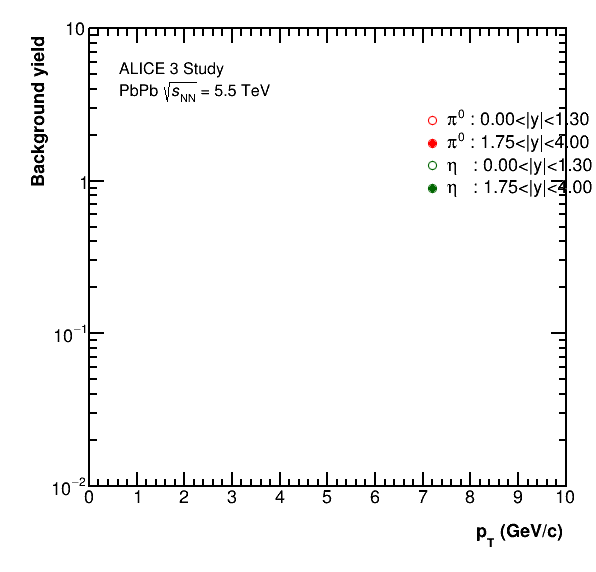 10
Background yield
ALICE 3 Study
PbPb √s_NN = 5.5 TeV
π⁰ : 0.00<|y|<1.30
π⁰ : 1.75<|y|<4.00
η : 0.00<|y|<1.30
η : 1.75<|y|<4.00
1
10⁻¹
10⁻²
0 1 2 3 4 5 6 7 8 9 10
p_T (GeV/c)